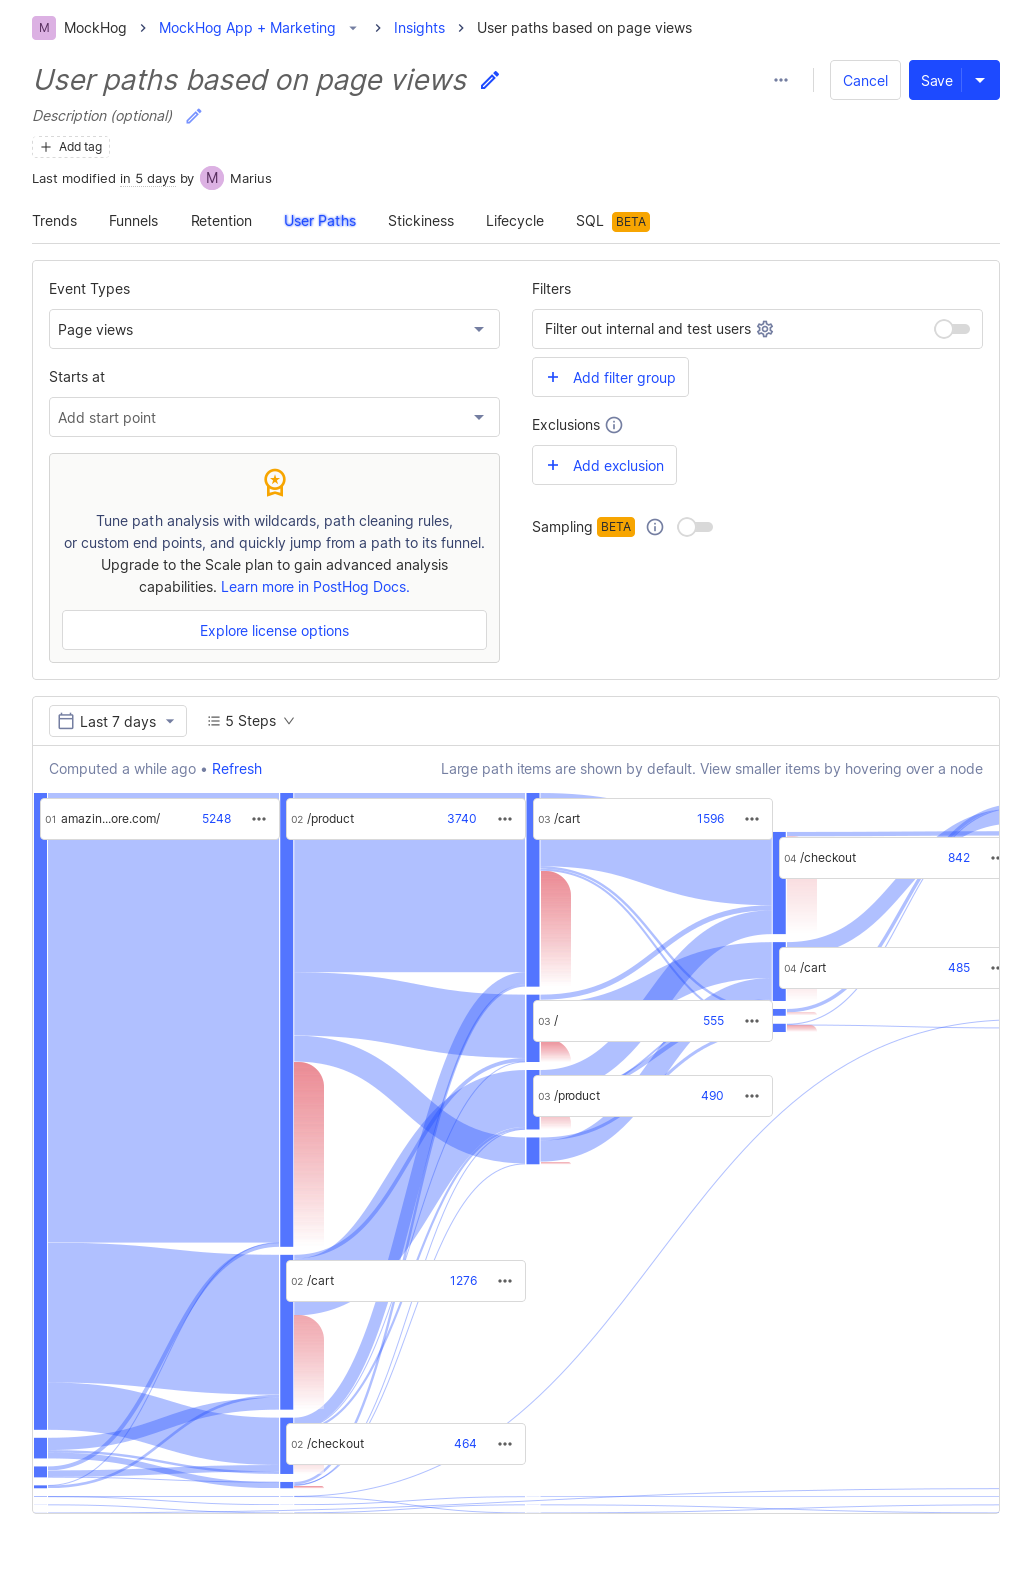 M MockHog MockHog App + Marketing Insights User paths based on page views
User paths based on page views
Cancel Save
Description (optional)
Add tag
Last modified in 5 days by M Marius
Trends Funnels Retention User Paths Stickiness Lifecycle SQL BETA
Event Types
Page views
Starts at
Add start point
Tune path analysis with wildcards, path cleaning rules,
or custom end points, and quickly jump from a path to its funnel.
Upgrade to the Scale plan to gain advanced analysis
capabilities. Learn more in PostHog Docs.
Explore license options
Filters
Filter out internal and test users
+ Add filter group
Exclusions
+ Add exclusion
Sampling BETA
Last 7 days 5 Steps
Computed a while ago • Refresh
Large path items are shown by default. View smaller items by hovering over a node
01 amazin...ore.com/ 5248
02 /product 3740
03 /cart 1596
04 /checkout 842
04 /cart 485
03 / 555
03 /product 490
02 /cart 1276
02 /checkout 464